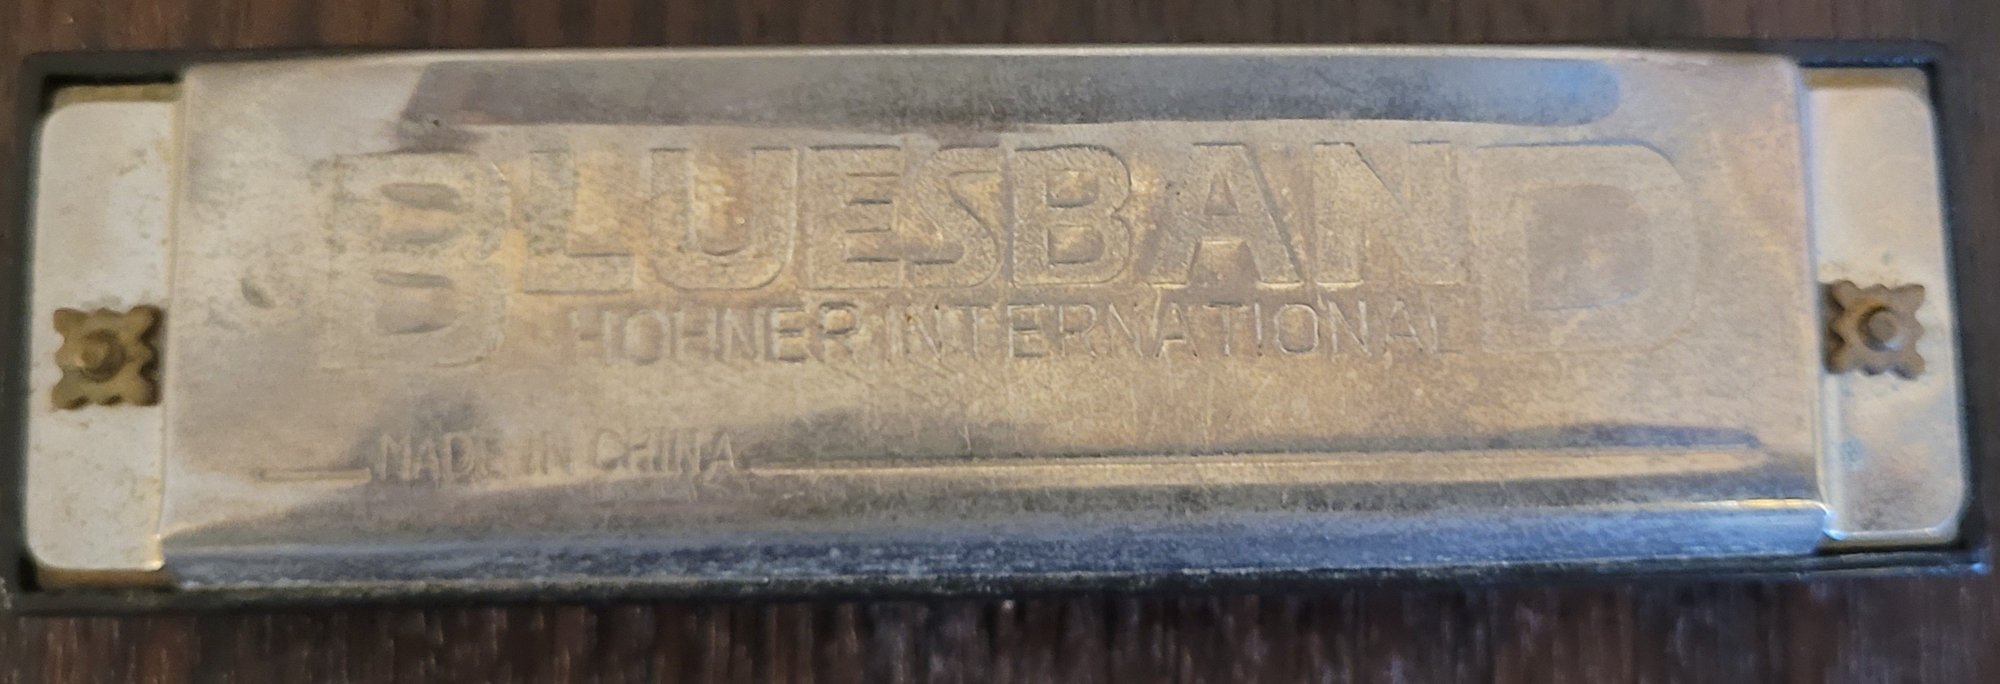 BLUESBAND
HOHNER INTERNATIONAL
MADE IN CHINA